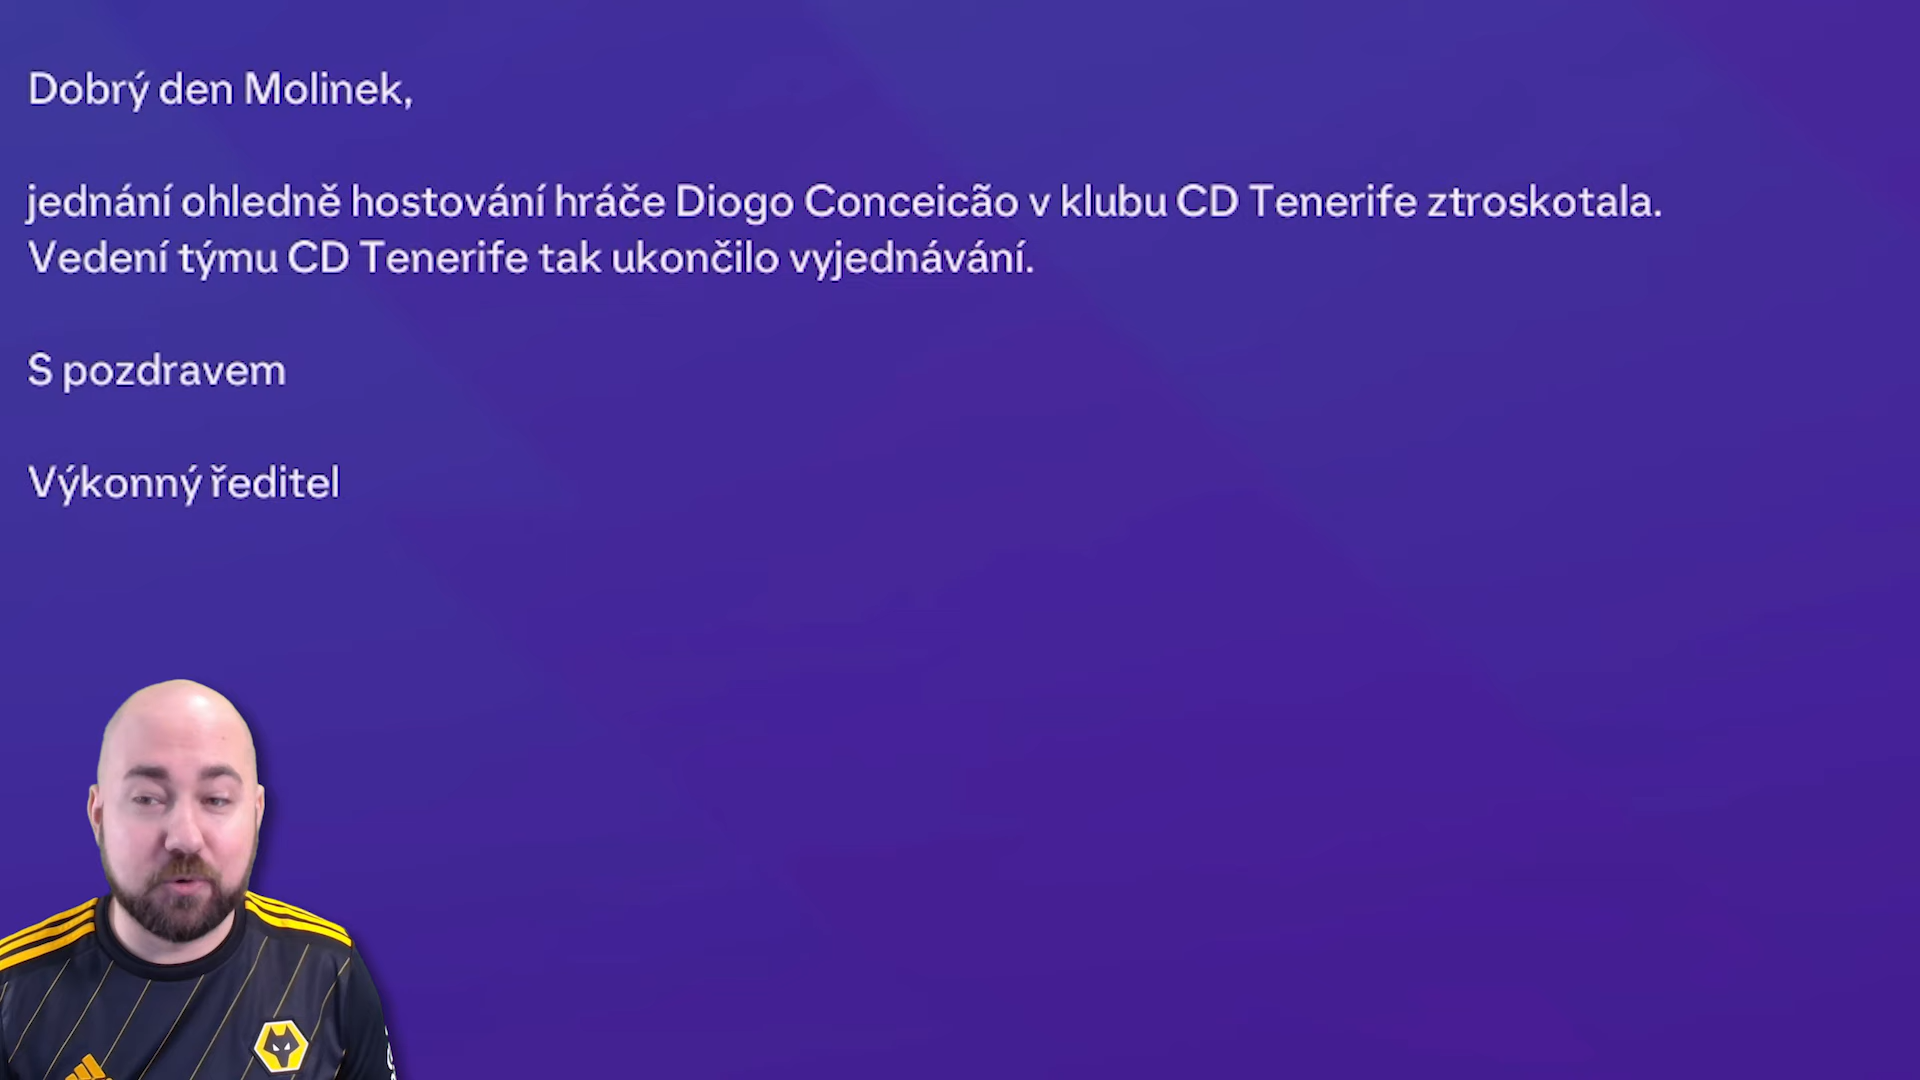 Dobrý den Molinek,
jednání ohledně hostování hráče Diogo Conceicão v klubu CD Tenerife ztroskotala.
Vedení týmu CD Tenerife tak ukončilo vyjednávání.
S pozdravem
Výkonný ředitel